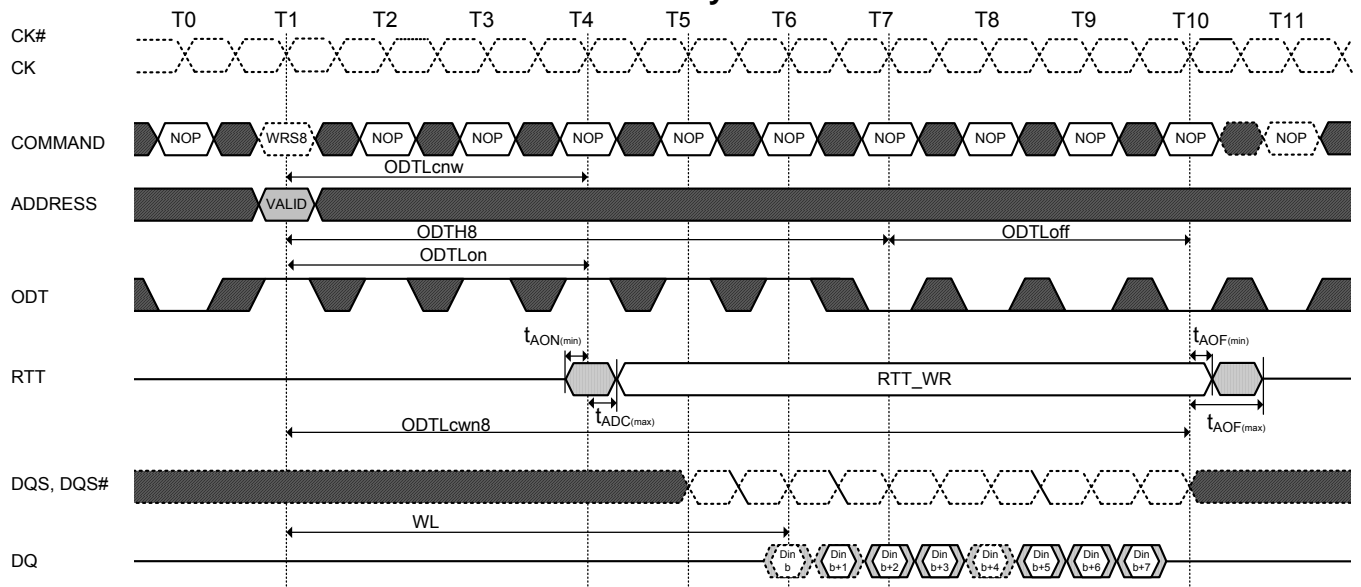 T0 T1 T2 T3 T4 T5 T6 T7 T8 T9 T10 T11
CK#
CK
COMMAND NOP WRS8 NOP NOP NOP NOP NOP NOP NOP NOP NOP NOP
ODTLcnw
ADDRESS VALID
ODTH8 ODTLoff
ODTLon
ODT
tAON(min) tAOF(min)
RTT RTT_WR
tADC(max) tAOF(max)
ODTLcwn8
DQS, DQS#
WL
DQ Din b Din b+1 Din b+2 Din b+3 Din b+4 Din b+5 Din b+6 Din b+7